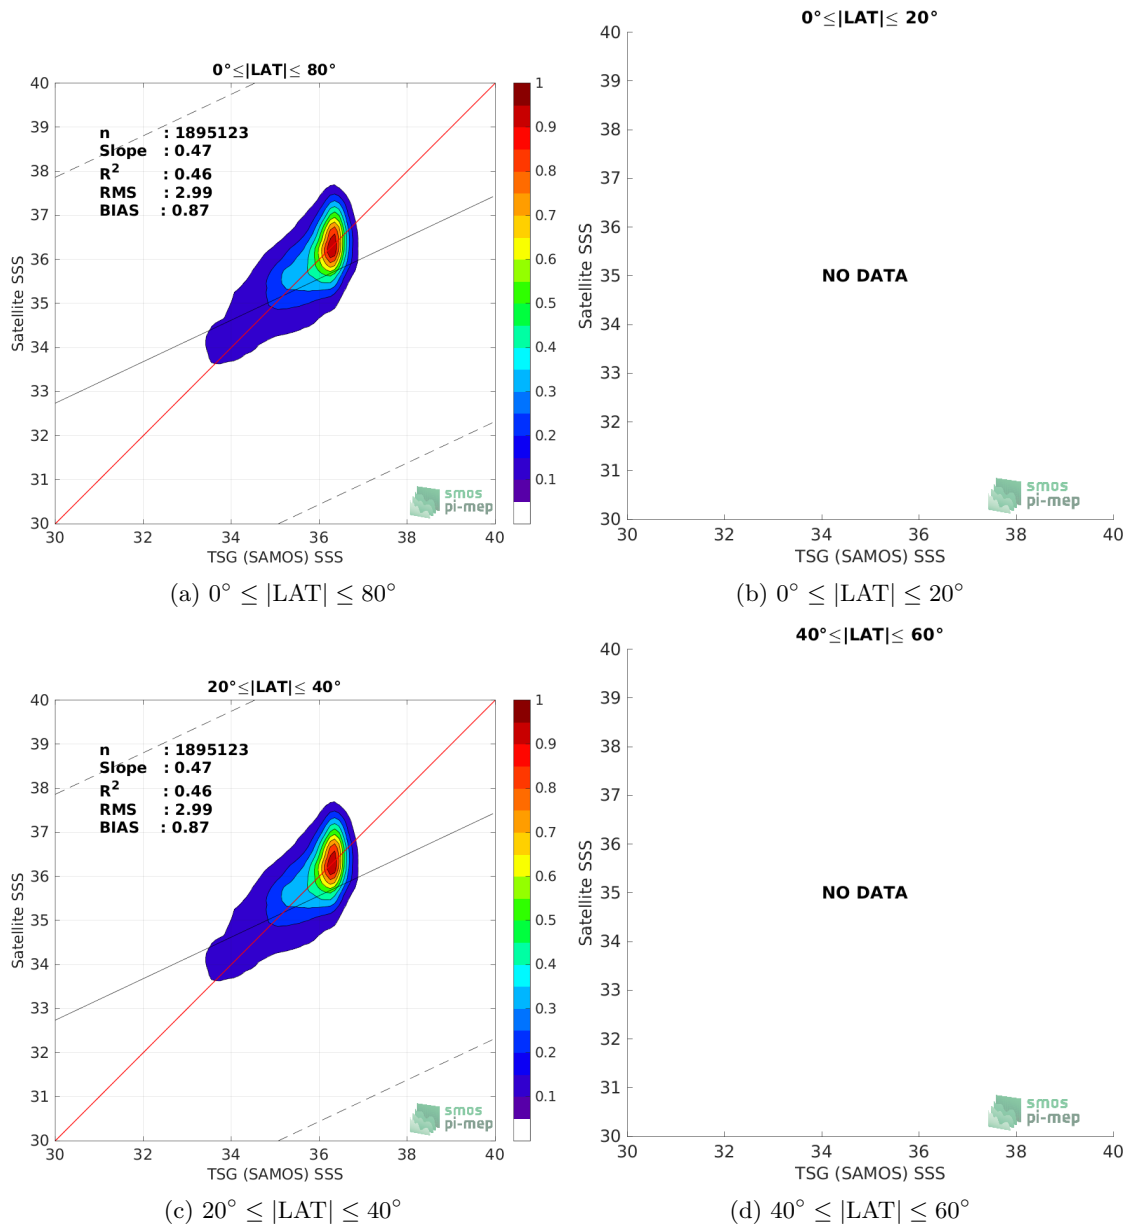 0°≤|LAT|≤ 80°
40
39
38
37
36
35
34
33
32
31
30
Satellite SSS
n : 1895123
Slope : 0.47
R² : 0.46
RMS : 2.99
BIAS : 0.87
1
0.9
0.8
0.7
0.6
0.5
0.4
0.3
0.2
0.1
smos
pi-mep
30 32 34 36 38 40
TSG (SAMOS) SSS
(a) 0° ≤ |LAT| ≤ 80°
0°≤|LAT|≤ 20°
40
39
38
37
36
35
34
33
32
31
30
Satellite SSS
NO DATA
smos
pi-mep
30 32 34 36 38 40
TSG (SAMOS) SSS
(b) 0° ≤ |LAT| ≤ 20°
20°≤|LAT|≤ 40°
40
39
38
37
36
35
34
33
32
31
30
Satellite SSS
n : 1895123
Slope : 0.47
R² : 0.46
RMS : 2.99
BIAS : 0.87
1
0.9
0.8
0.7
0.6
0.5
0.4
0.3
0.2
0.1
smos
pi-mep
30 32 34 36 38 40
TSG (SAMOS) SSS
(c) 20° ≤ |LAT| ≤ 40°
40°≤|LAT|≤ 60°
40
39
38
37
36
35
34
33
32
31
30
Satellite SSS
NO DATA
smos
pi-mep
30 32 34 36 38 40
TSG (SAMOS) SSS
(d) 40° ≤ |LAT| ≤ 60°